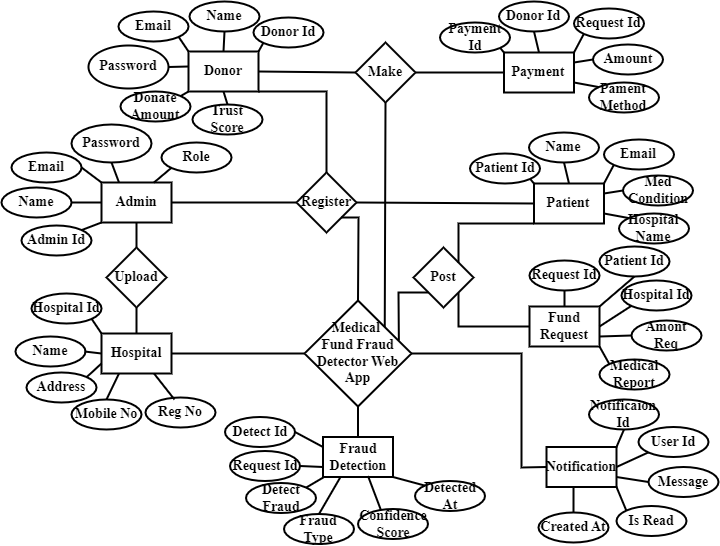 Name
Email
Donor Id
Password
Donor
Donate
Amount
Trust
Score
Make
Payment
Id
Donor Id
Request Id
Payment
Amount
Pament
Method
Password
Email
Role
Name
Admin
Admin Id
Register
Name
Patient Id
Email
Patient
Med
Condition
Hospital
Name
Upload
Post
Hospital Id
Name
Hospital
Address
Mobile No
Reg No
Medical
Fund Fraud
Detector Web
App
Patient Id
Request Id
Hospital Id
Fund
Request
Amont
Req
Medical
Report
Detect Id
Request Id
Fraud
Detection
Detect
Fraud
Fraud
Type
Confidence
Score
Detected
At
Notificaion
Id
User Id
Notification
Message
Created At
Is Read